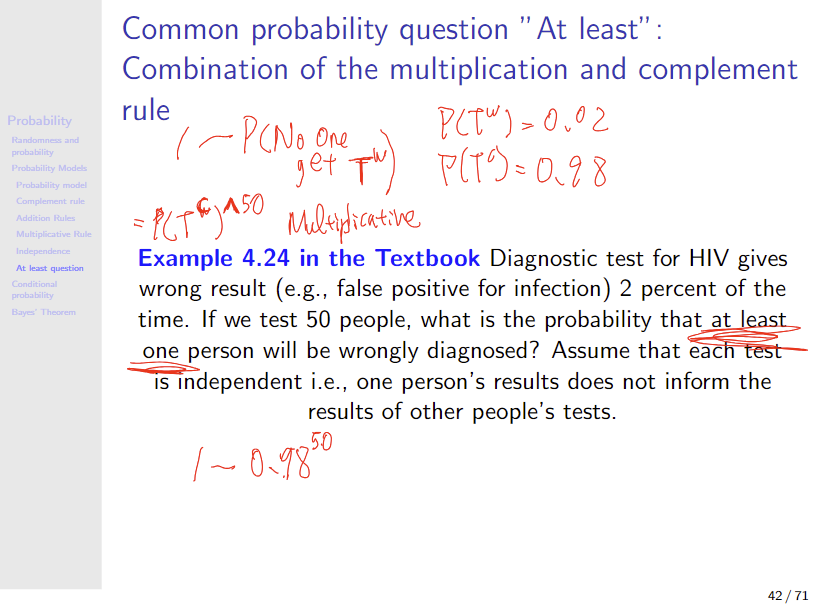 Common probability question ”At least”:
Combination of the multiplication and complement
rule
Probability
Randomness and
probability
Probability Models
Probability model
Complement rule
Addition Rules
Multiplicative Rule
Independence
At least question
Conditional
probability
Bayes' Theorem
1 - P(No one
get T^w)
P(T^w) = 0.02
P(T^c) = 0.98
= P(T^c)^50 Multiplicative
Example 4.24 in the Textbook Diagnostic test for HIV gives
wrong result (e.g., false positive for infection) 2 percent of the
time. If we test 50 people, what is the probability that at least
one person will be wrongly diagnosed? Assume that each test
is independent i.e., one person's results does not inform the
results of other people's tests.
1 - 0.98^50
42 / 71